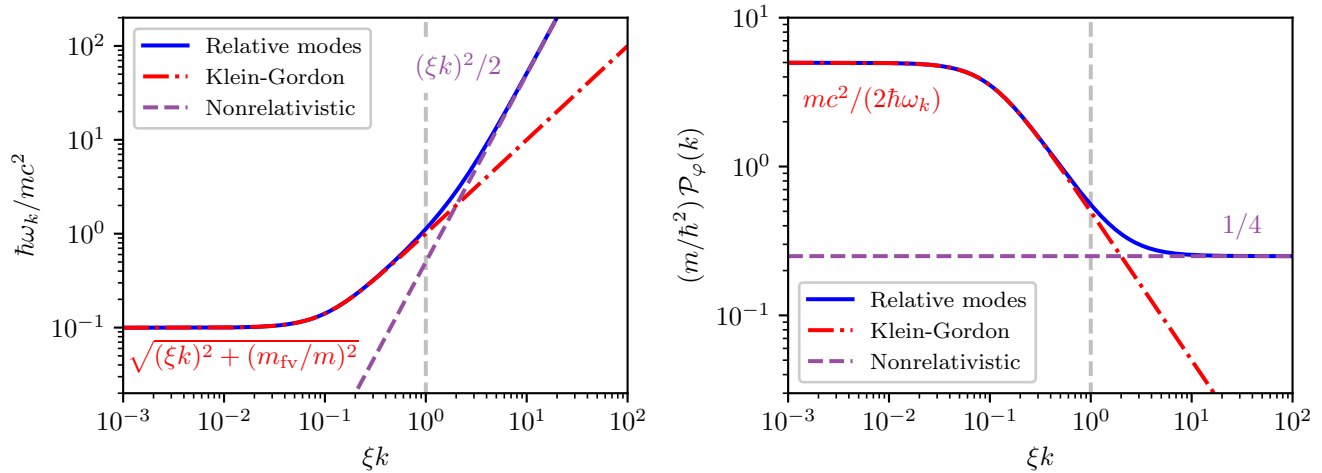 ħω_k/mc²
10²
10¹
10⁰
10⁻¹
Relative modes
Klein-Gordon
Nonrelativistic
(ξk)²/2
√(ξk)² + (m_fv/m)²
10⁻³ 10⁻² 10⁻¹ 10⁰ 10¹ 10²
ξk
(m/ħ²) 𝒫_φ(k)
10¹
10⁰
10⁻¹
mc²/(2ħω_k)
1/4
Relative modes
Klein-Gordon
Nonrelativistic
10⁻³ 10⁻² 10⁻¹ 10⁰ 10¹ 10²
ξk